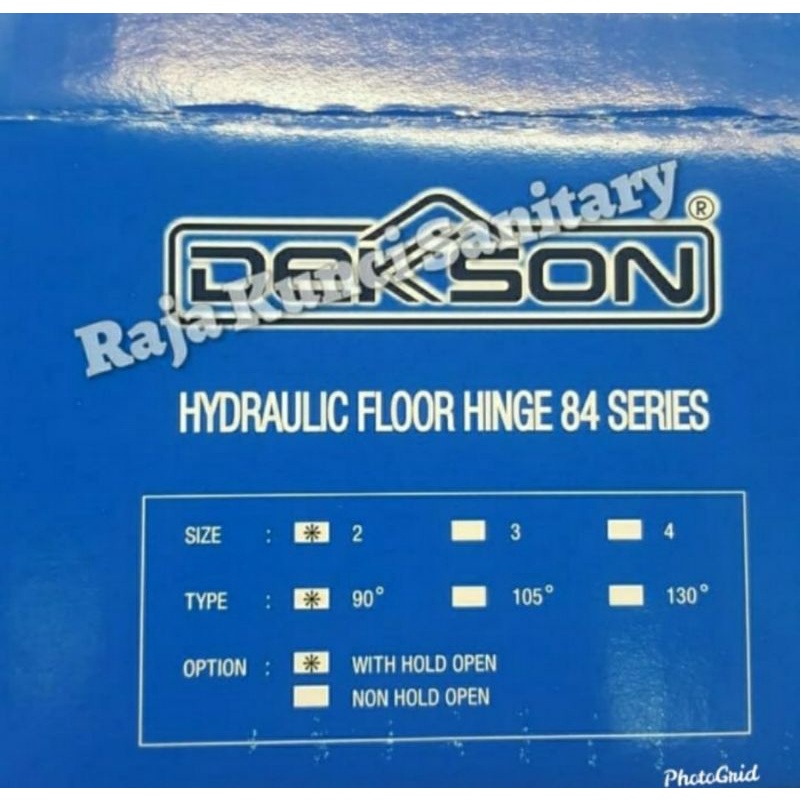 DEKSON ®
Raja Kunci Sanitary
HYDRAULIC FLOOR HINGE 84 SERIES
SIZE : * 2 3 4
TYPE : * 90° 105° 130°
OPTION : * WITH HOLD OPEN
NON HOLD OPEN
PhotoGrid